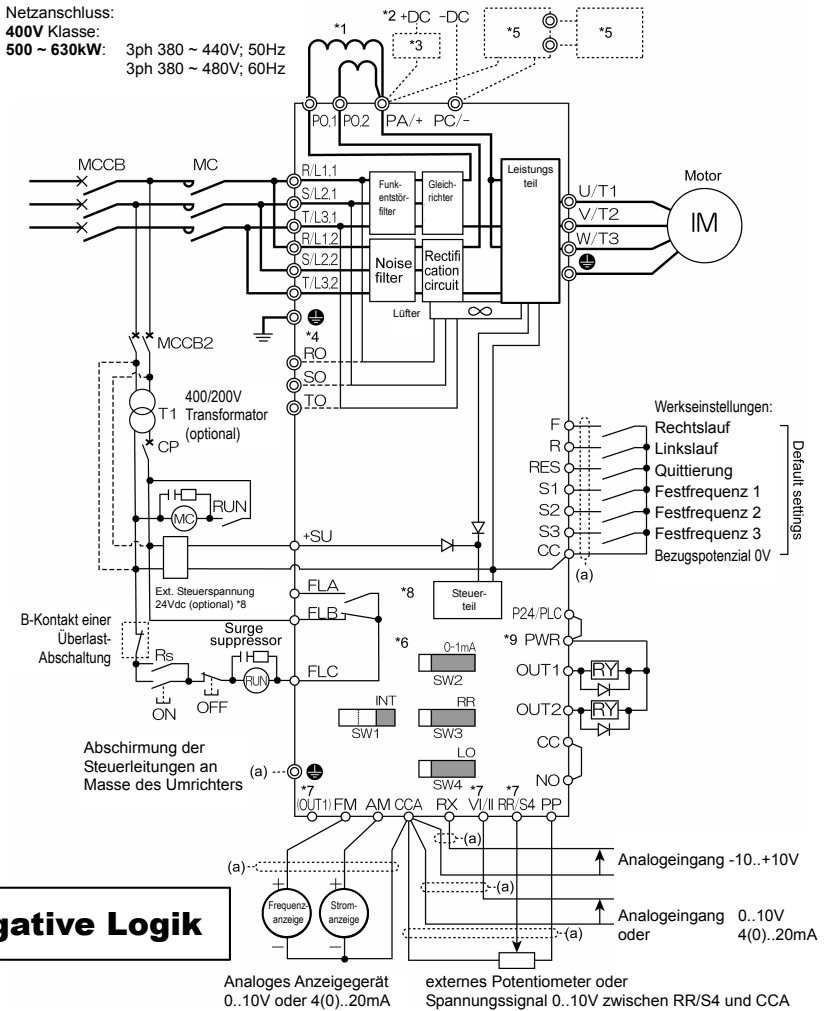 Netzanschluss:
400V Klasse:
500 ~ 630kW: 3ph 380 ~ 440V; 50Hz
3ph 380 ~ 480V; 60Hz
*1
*2 +DC -DC
*3
*5
*5
PO.1 PO.2 PA/+ PC/-
MCCB MC
R/L1.1
S/L2.1
T/L3.1
R/L1.2
S/L2.2
T/L3.2
Funk-
entstör-
filter
Gleich-
richter
Leistungs
teil
Noise
filter
Rectifi
cation
circuit
Lüfter
U/T1
V/T2
W/T3
Motor
IM
*4
RO
SO
TO
MCCB2
400/200V
T1 Transformator
(optional)
CP
RUN
MC
+SU
Ext. Steuerspannung
24Vdc (optional) *8
FLA
FLB
FLC
*8
Steuer-
teil
Werkseinstellungen:
F Rechtslauf
R Linkslauf
RES Quittierung
S1 Festfrequenz 1
S2 Festfrequenz 2
S3 Festfrequenz 3
CC Bezugspotenzial 0V
Default settings
(a)
P24/PLC
*9 PWR
OUT1 RY
OUT2 RY
CC
NO
B-Kontakt einer
Überlast-
Abschaltung
Surge
suppressor
Rs
RUN
ON OFF
*6
0-1mA
SW2
INT
SW1
RR
SW3
LO
SW4
Abschirmung der
Steuerleitungen an
Masse des Umrichters
(a)
*7 *7 *7
(OUT1) FM AM CCA RX VI/II RR/S4 PP
(a)
(a)
(a)
(a)
+ +
Frequenz-
anzeige
Strom-
anzeige
- -
Analogeingang -10..+10V
Analogeingang 0..10V
oder 4(0)..20mA
gative Logik
Analoges Anzeigegerät
0..10V oder 4(0)..20mA
externes Potentiometer oder
Spannungssignal 0..10V zwischen RR/S4 und CCA